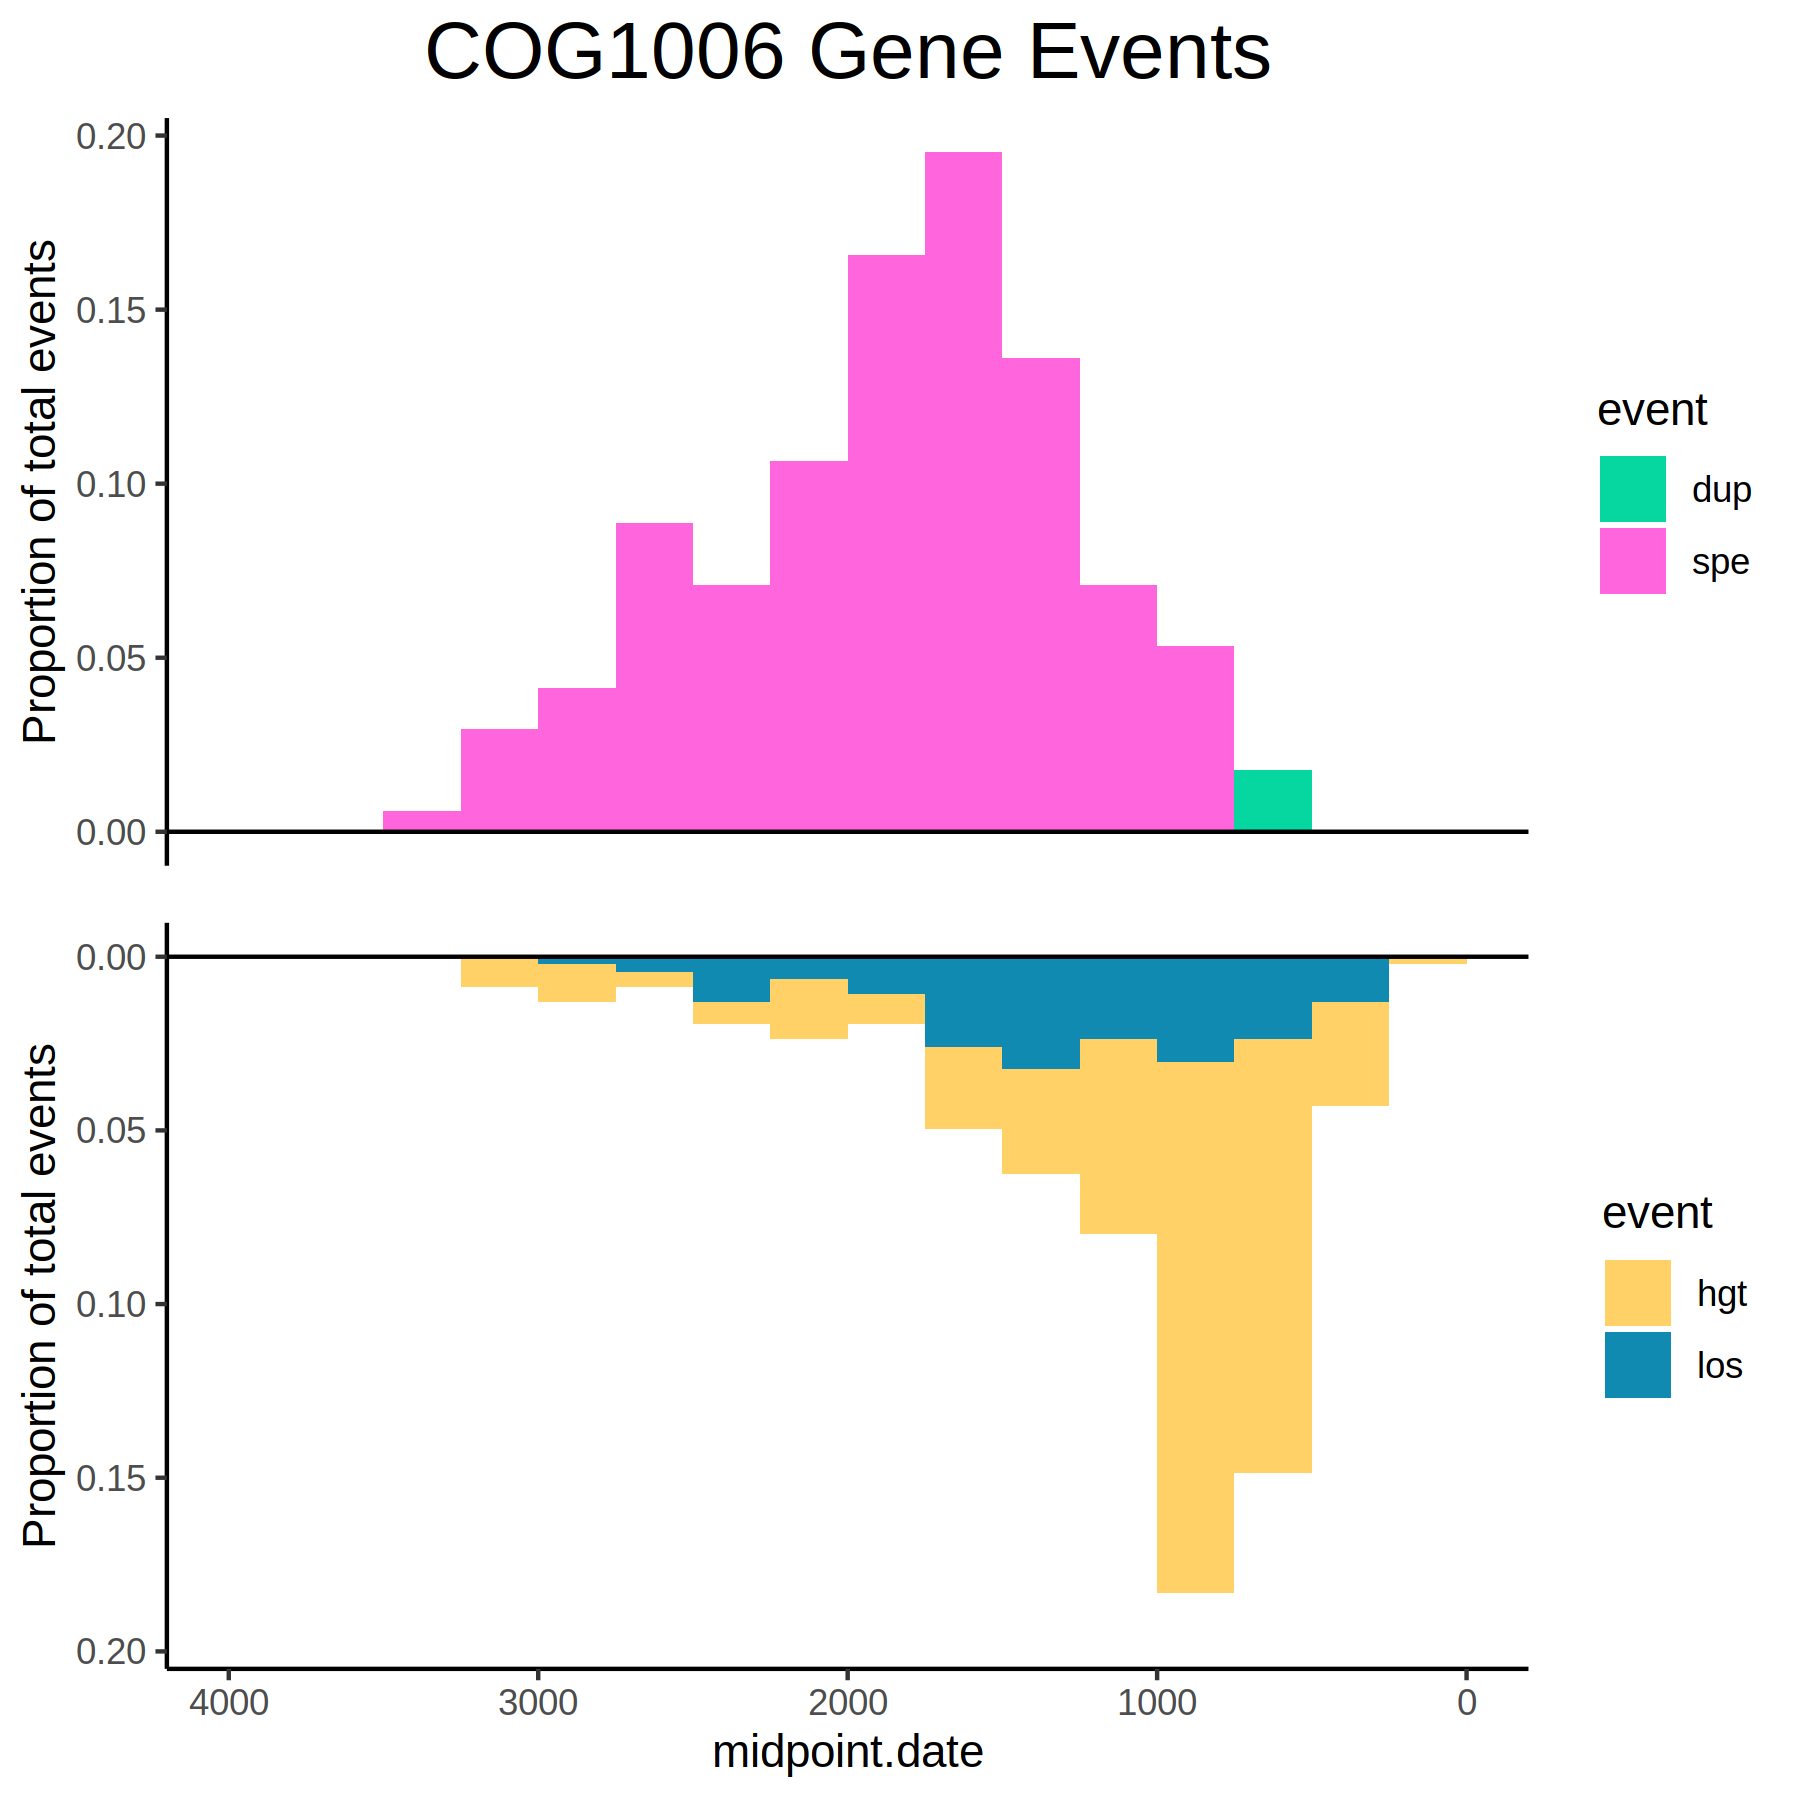 COG1006 Gene Events
Proportion of total events
0.20
0.15
0.10
0.05
0.00
event
dup
spe
Proportion of total events
0.00
0.05
0.10
0.15
0.20
event
hgt
los
4000 3000 2000 1000 0
midpoint.date